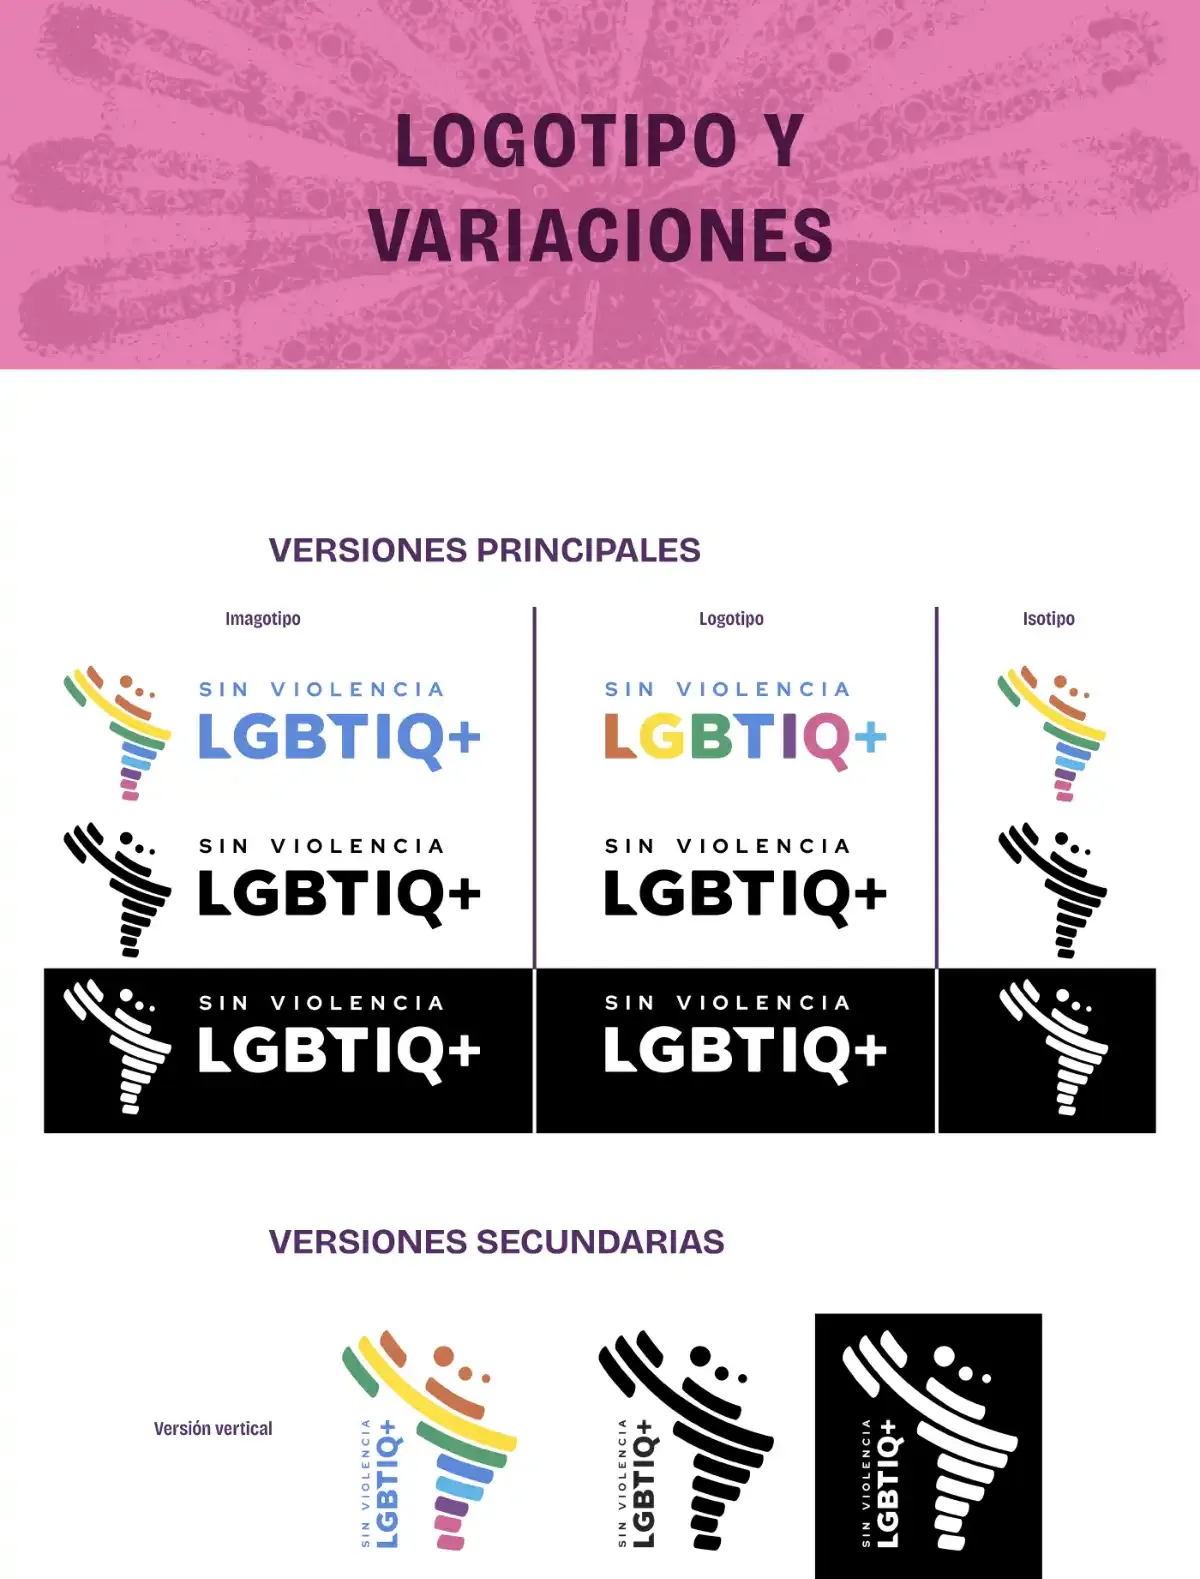 LOGOTIPO Y
VARIACIONES
VERSIONES PRINCIPALES
Imagotipo
Logotipo
Isotipo
SIN VIOLENCIA
LGBTIQ+
SIN VIOLENCIA
LGBTIQ+
SIN VIOLENCIA
LGBTIQ+
SIN VIOLENCIA
LGBTIQ+
SIN VIOLENCIA
LGBTIQ+
SIN VIOLENCIA
LGBTIQ+
VERSIONES SECUNDARIAS
Versión vertical
SIN VIOLENCIA
LGBTIQ+
SIN VIOLENCIA
LGBTIQ+
SIN VIOLENCIA
LGBTIQ+